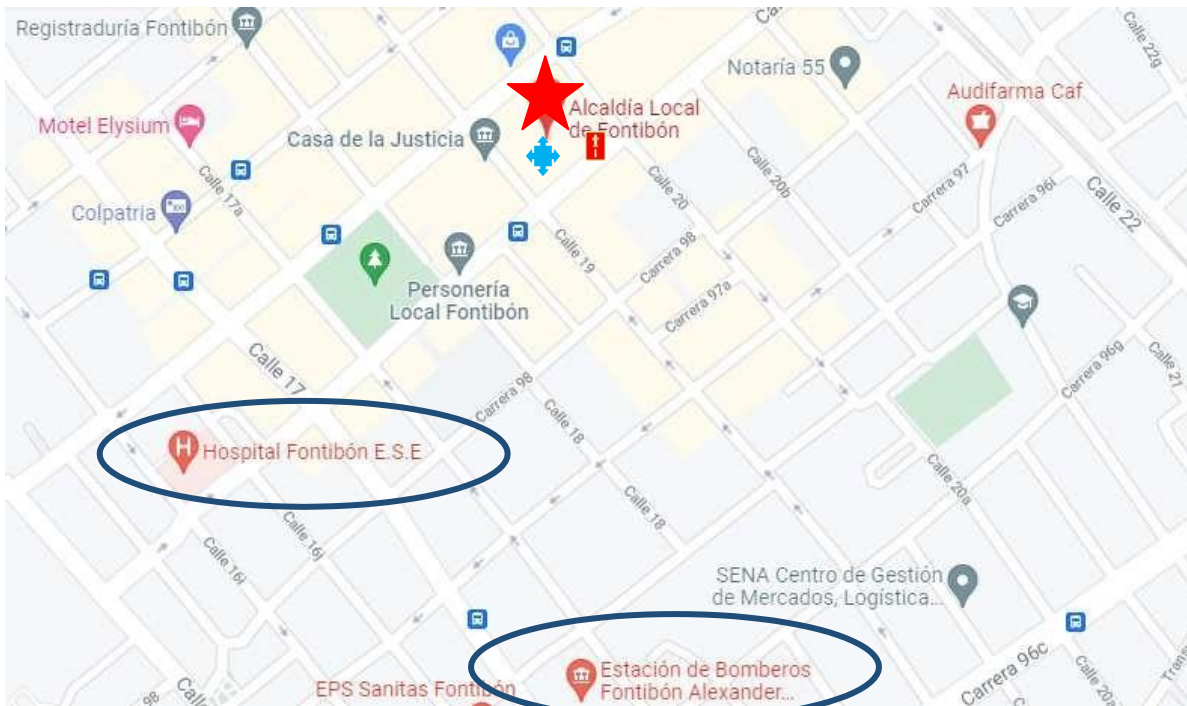 Registraduría Fontibón
Ca
Calle 22g
Notaría 55
Audifarma Caf
Alcaldía Local
de Fontibón
Casa de la Justicia
Motel Elysium
Calle 17a
Calle 20
Calle 20b
Carrera 97
Carrera 96i
Calle 22
Colpatria
Calle 19
Carrera 98
Personería
Local Fontibón
Carrera 97a
Calle 17
Carrera 98
Calle 18
Carrera 96g
Calle 21
H
Hospital Fontibón E.S.E
Calle 20a
Calle 18
Calle 16j
Calle 16i
SENA Centro de Gestión
de Mercados, Logística...
Estación de Bomberos
Fontibón Alexander...
EPS Sanitas Fontibón
98
Carrera 96c
Calle 20a